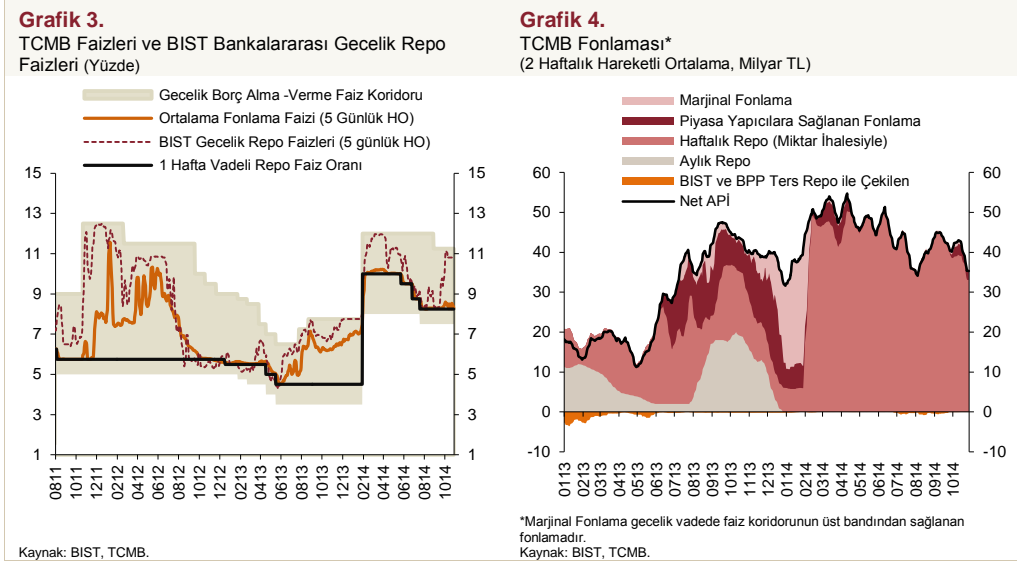 Grafik 3.
TCMB Faizleri ve BIST Bankalararası Gecelik Repo
Faizleri (Yüzde)
Gecelik Borç Alma -Verme Faiz Koridoru
Ortalama Fonlama Faizi (5 Günlük HO)
BIST Gecelik Repo Faizleri (5 günlük HO)
1 Hafta Vadeli Repo Faiz Oranı
15 15
13 13
11 11
9 9
7 7
5 5
3 3
1 1
0811 1011 1211 0212 0412 0612 0812 1012 1212 0213 0413 0613 0813 1013 1213 0214 0414 0614 0814 1014
Kaynak: BIST, TCMB.
Grafik 4.
TCMB Fonlaması*
(2 Haftalık Hareketli Ortalama, Milyar TL)
Marjinal Fonlama
Piyasa Yapıcılara Sağlanan Fonlama
Haftalık Repo (Miktar İhalesiyle)
Aylık Repo
BIST ve BPP Ters Repo ile Çekilen
Net APİ
60 60
50 50
40 40
30 30
20 20
10 10
0 0
-10 -10
0113 0213 0313 0413 0513 0613 0713 0813 0913 1013 1113 1213 0114 0214 0314 0414 0514 0614 0714 0814 0914 1014
*Marjinal Fonlama gecelik vadede faiz koridorunun üst bandından sağlanan
fonlamadır.
Kaynak: BIST, TCMB.